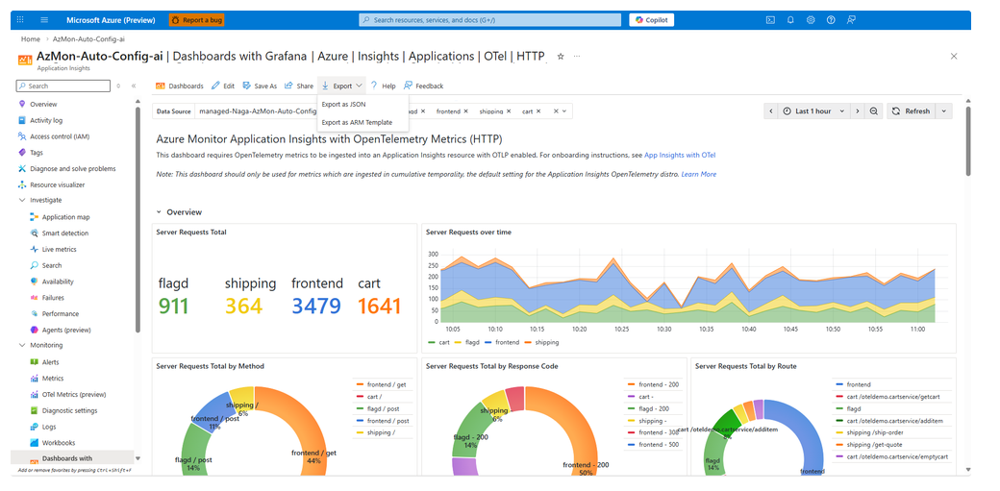 Microsoft Azure (Preview)
Report a bug
Search resources, services, and docs (G+/)
Copilot
Home > AzMon-Auto-Config-ai
AzMon-Auto-Config-ai | Dashboards with Grafana | Azure | Insights | Applications | OTel | HTTP
Application Insights
Search
Dashboards Edit Save As Share Export Help Feedback
Export as JSON
Export as ARM Template
Data Source managed-Naga-AzMon-Auto-Config
frontend
shipping
cart
Last 1 hour
Refresh
Overview
Activity log
Access control (IAM)
Tags
Diagnose and solve problems
Resource visualizer
Investigate
Application map
Smart detection
Live metrics
Search
Availability
Failures
Performance
Agents (preview)
Monitoring
Alerts
Metrics
OTel Metrics (preview)
Diagnostic settings
Logs
Workbooks
Dashboards with
Add or remove favorites by pressing Ctrl+Shift+F
Azure Monitor Application Insights with OpenTelemetry Metrics (HTTP)
This dashboard requires OpenTelemetry metrics to be ingested into an Application Insights resource with OTLP enabled. For onboarding instructions, see App Insights with OTel
Note: This dashboard should only be used for metrics which are ingested in cumulative temporality, the default setting for the Application Insights OpenTelemetry distro. Learn More
Overview
Server Requests Total
flagd shipping frontend cart
911 364 3479 1641
Server Requests over time
300
250
200
150
100
50
0
10:05 10:10 10:15 10:20 10:25 10:30 10:35 10:40 10:45 10:50 10:55 11:00
cart flagd frontend shipping
Server Requests Total by Method
shipping /
6%
frontend / post
11%
flagd / post
14%
frontend / get
44%
frontend / get
cart /
flagd / post
frontend / post
shipping /
Server Requests Total by Response Code
shipping -
6%
flagd - 200
14%
frontend - 200
50%
frontend - 200
cart -
flagd - 200
shipping -
frontend - 308
frontend - 500
Server Requests Total by Route
cart /oteldemo.cartservice/additem
flagd
14%
frontend
frontend
cart /oteldemo.cartservice/getcart
flagd
cart /oteldemo.cartservice/additem
shipping /ship-order
shipping /get-quote
cart /oteldemo.cartservice/emptycart